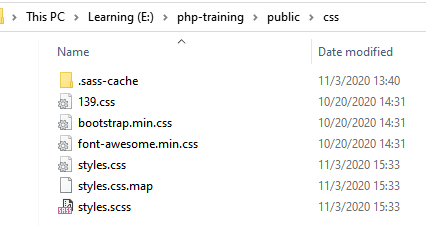 This PC > Learning (E:) > php-training > public > css
Name Date modified
.sass-cache 11/3/2020 13:40
139.css 10/20/2020 14:31
bootstrap.min.css 10/20/2020 14:31
font-awesome.min.css 10/20/2020 14:31
styles.css 11/3/2020 15:33
styles.css.map 11/3/2020 15:33
styles.scss 11/3/2020 15:33